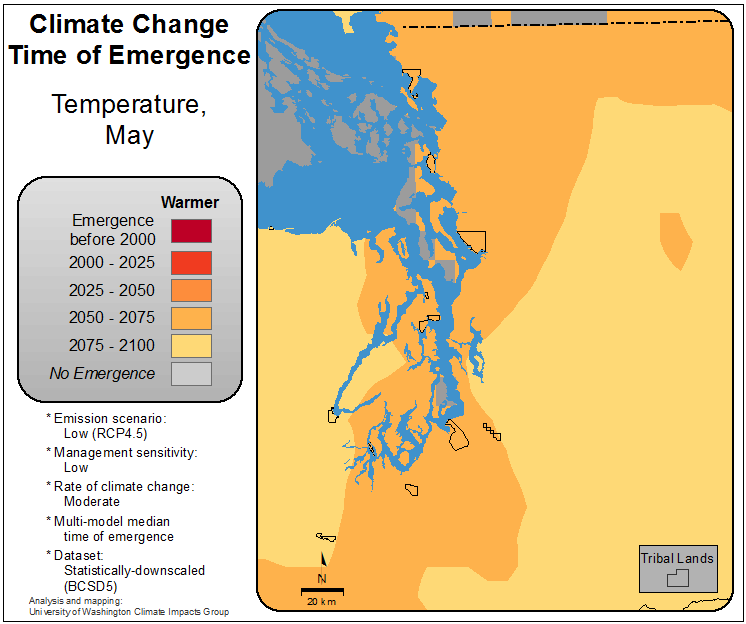 Climate Change
Time of Emergence
Temperature,
May
Warmer
Emergence
before 2000
2000 - 2025
2025 - 2050
2050 - 2075
2075 - 2100
No Emergence
* Emission scenario:
Low (RCP4.5)
* Management sensitivity:
Low
* Rate of climate change:
Moderate
* Multi-model median
time of emergence
* Dataset:
Statistically-downscaled
(BCSD5)
Analysis and mapping:
University of Washington Climate Impacts Group
N
20 km
Tribal Lands